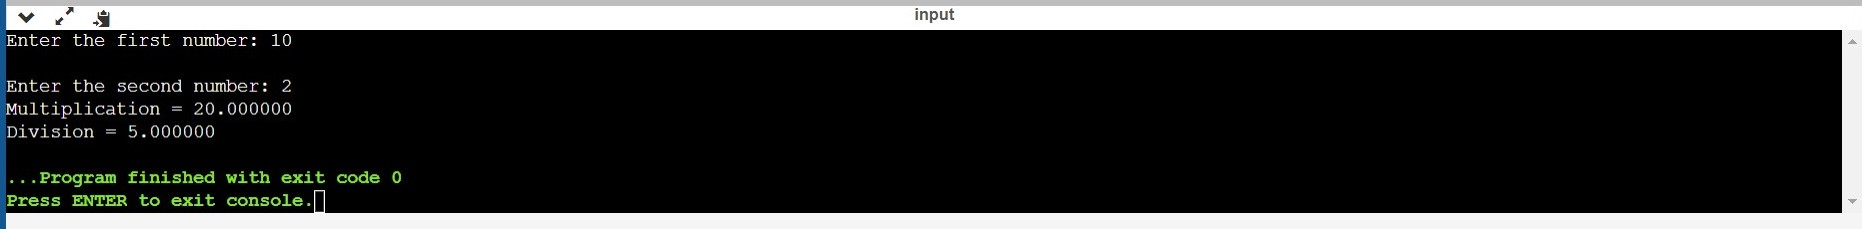 input
Enter the first number: 10
Enter the second number: 2
Multiplication = 20.000000
Division = 5.000000
...Program finished with exit code 0
Press ENTER to exit console.